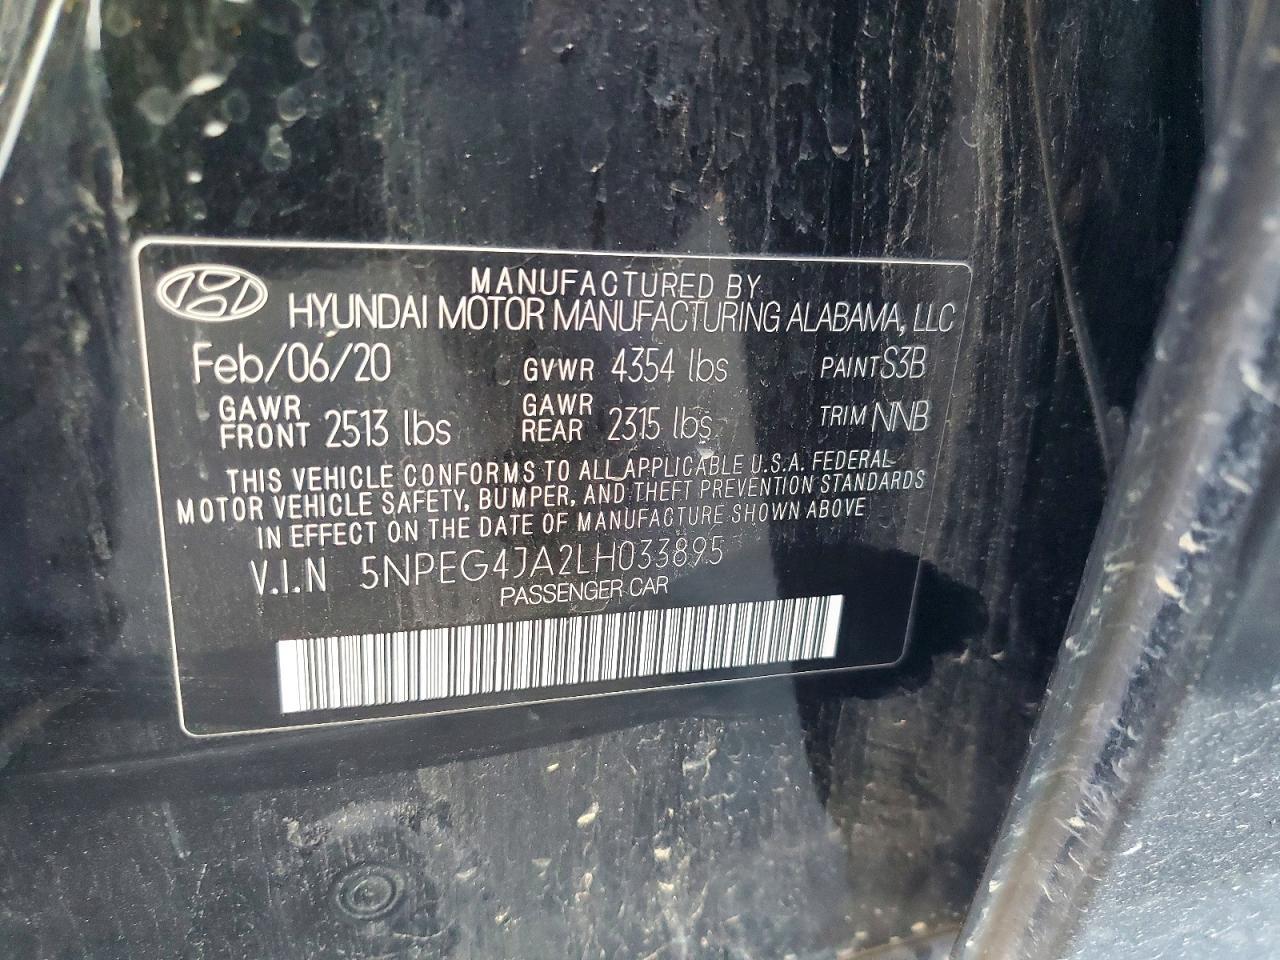 MANUFACTURED BY
HYUNDAI MOTOR MANUFACTURING ALABAMA, LLC
Feb/06/20 GVWR 4354 lbs PAINT S3B
GAWR FRONT 2513 lbs GAWR REAR 2315 lbs TRIM NNB
THIS VEHICLE CONFORMS TO ALL APPLICABLE U.S.A. FEDERAL
MOTOR VEHICLE SAFETY, BUMPER, AND THEFT PREVENTION STANDARDS
IN EFFECT ON THE DATE OF MANUFACTURE SHOWN ABOVE
V.I.N 5NPEG4JA2LH033895
PASSENGER CAR